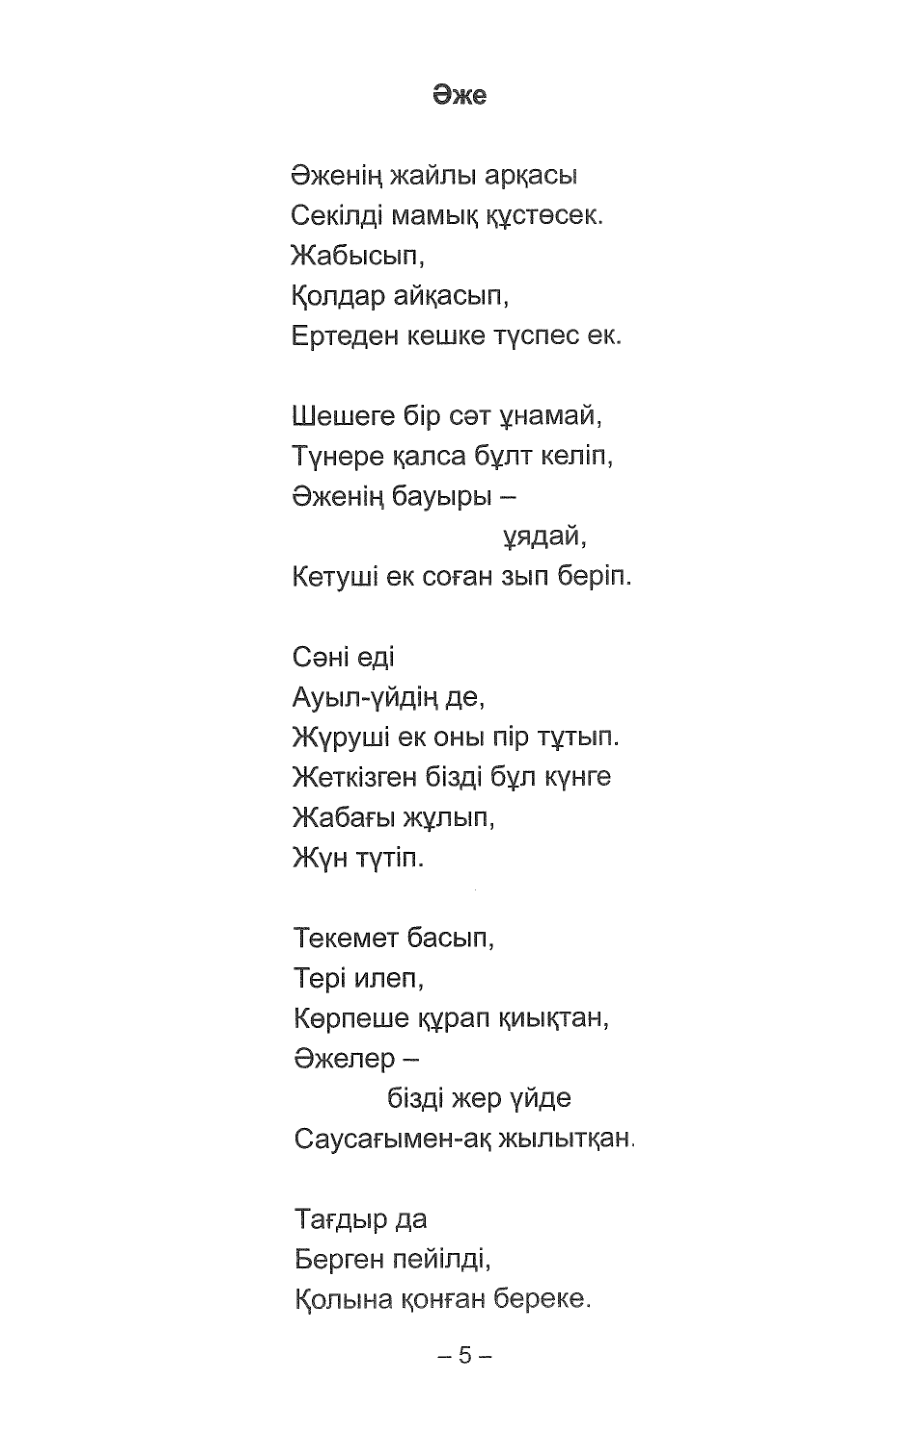 Әже
Әженің жайлы арқасы
Секілді мамық құстөсек.
Жабысып,
Қолдар айқасып,
Ертеден кешке түспес ек.
Шешеге бір сәт ұнамай,
Түнере қалса бұлт келіп,
Әженің бауыры –
ұядай,
Кетуші ек соған зып беріп.
Сәні еді
Ауыл-үйдің де,
Жүруші ек оны пір тұтып.
Жеткізген бізді бұл күнге
Жабағы жұлып,
Жүн түтіп.
Текемет басып,
Тері илеп,
Көрпеше құрап қиықтан,
Әжелер –
бізді жер үйде
Саусағымен-ақ жылытқан.
Тағдыр да
Берген пейілді,
Қолына қонған береке.
– 5 –